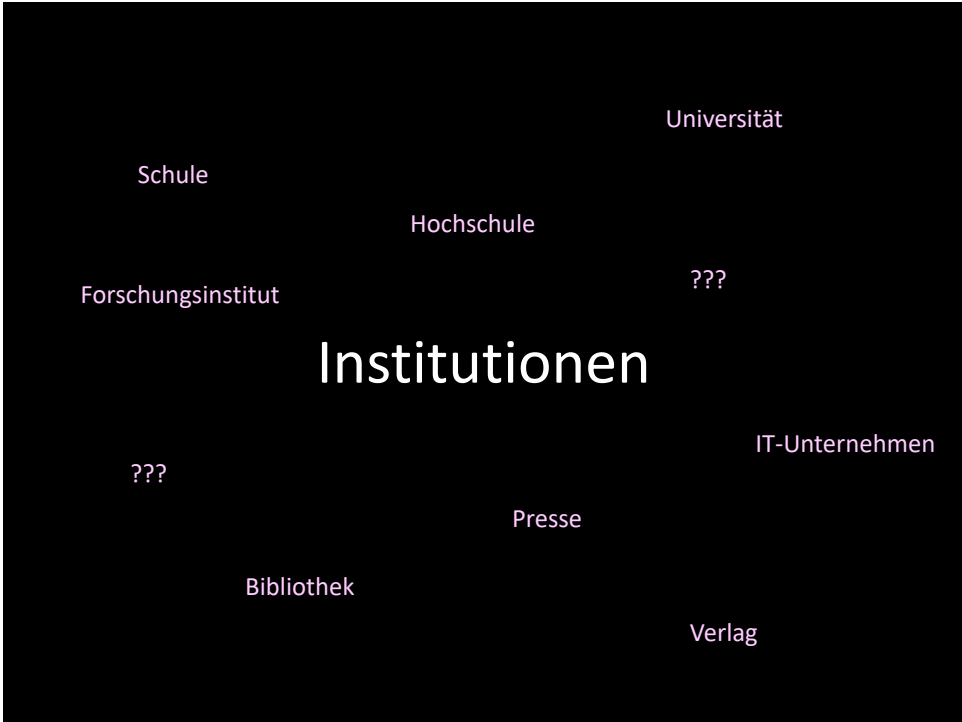 Universität
Schule
Hochschule
???
Forschungsinstitut
Institutionen
IT-Unternehmen
???
Presse
Bibliothek
Verlag